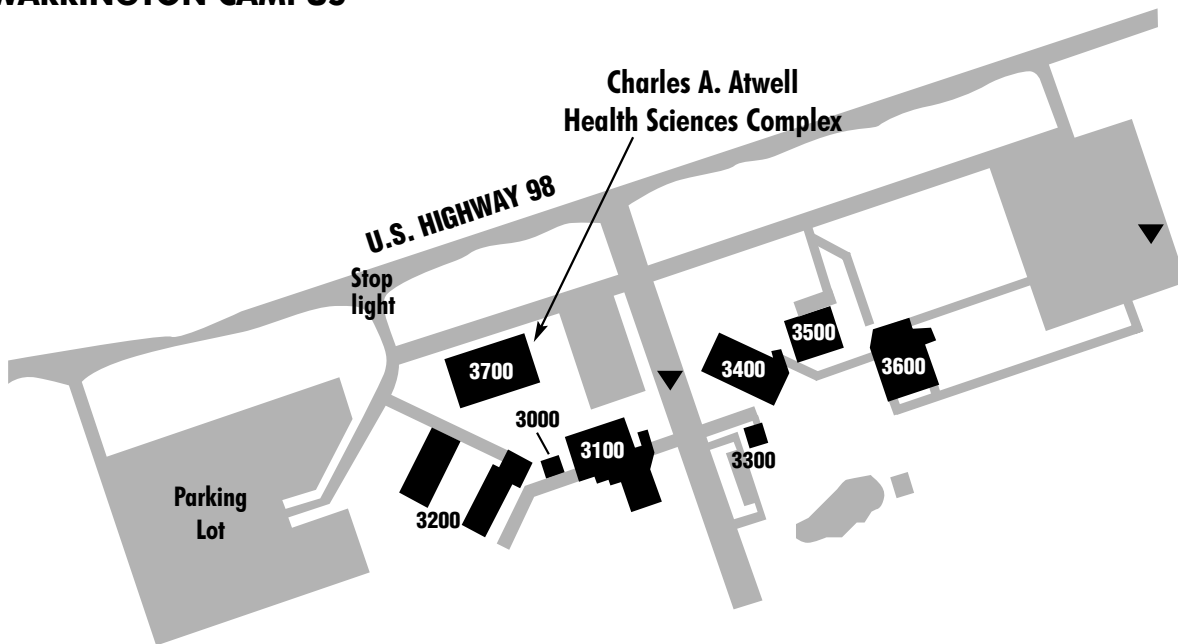 WARRINGTON CAMPUS
Charles A. Atwell
Health Sciences Complex
U.S. HIGHWAY 98
Stop
light
3500
3700
3400
3600
3000
3100
3300
Parking
Lot
3200